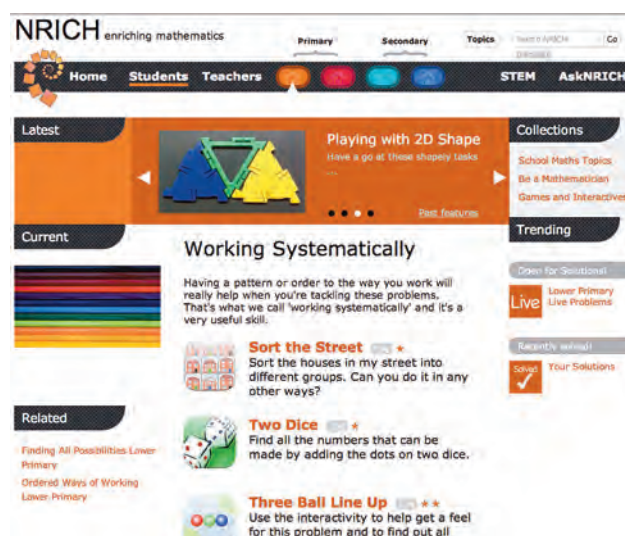 NRICH enriching mathematics
Primary
Secondary
Topics
Go
Home
Students
Teachers
STEM
AskNRICH
Latest
Playing with 2D Shape
Have a go at these shapery tasks
...
Past features
Collections
School Maths Topics
Be a Mathematician
Games and Interactives
Trending
Open for Solutions!
Live
Lower Primary
Live Problems
Recently solved!
Solved
Your Solutions
Current
Working Systematically
Having a pattern or order to the way you work will
really help when you're tackling these problems.
That's what we call 'working systematically' and it's a
very useful skill.
Sort the Street
Sort the houses in my street into
different groups. Can you do it in any
other ways?
Two Dice
Find all the numbers that can be
made by adding the dots on two dice.
Three Ball Line Up
Use the interactivity to help get a feel
for this problem and to find out all
Related
Finding All Possibilities Lower
Primary
Ordered Ways of Working
Lower Primary